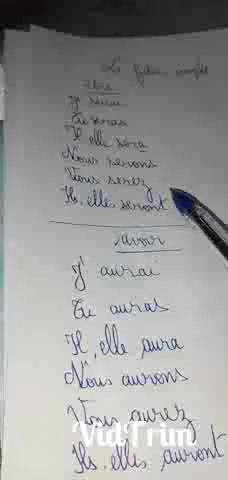 Le futur simple
être
Je serai
Tu seras
Il elle sera
Nous serons
Vous serez
Ils, elles seront
avoir
J'aurai
Tu auras
Il, elle aura
Nous aurons
Vous aurez
Ils, elles auront
VidTrim